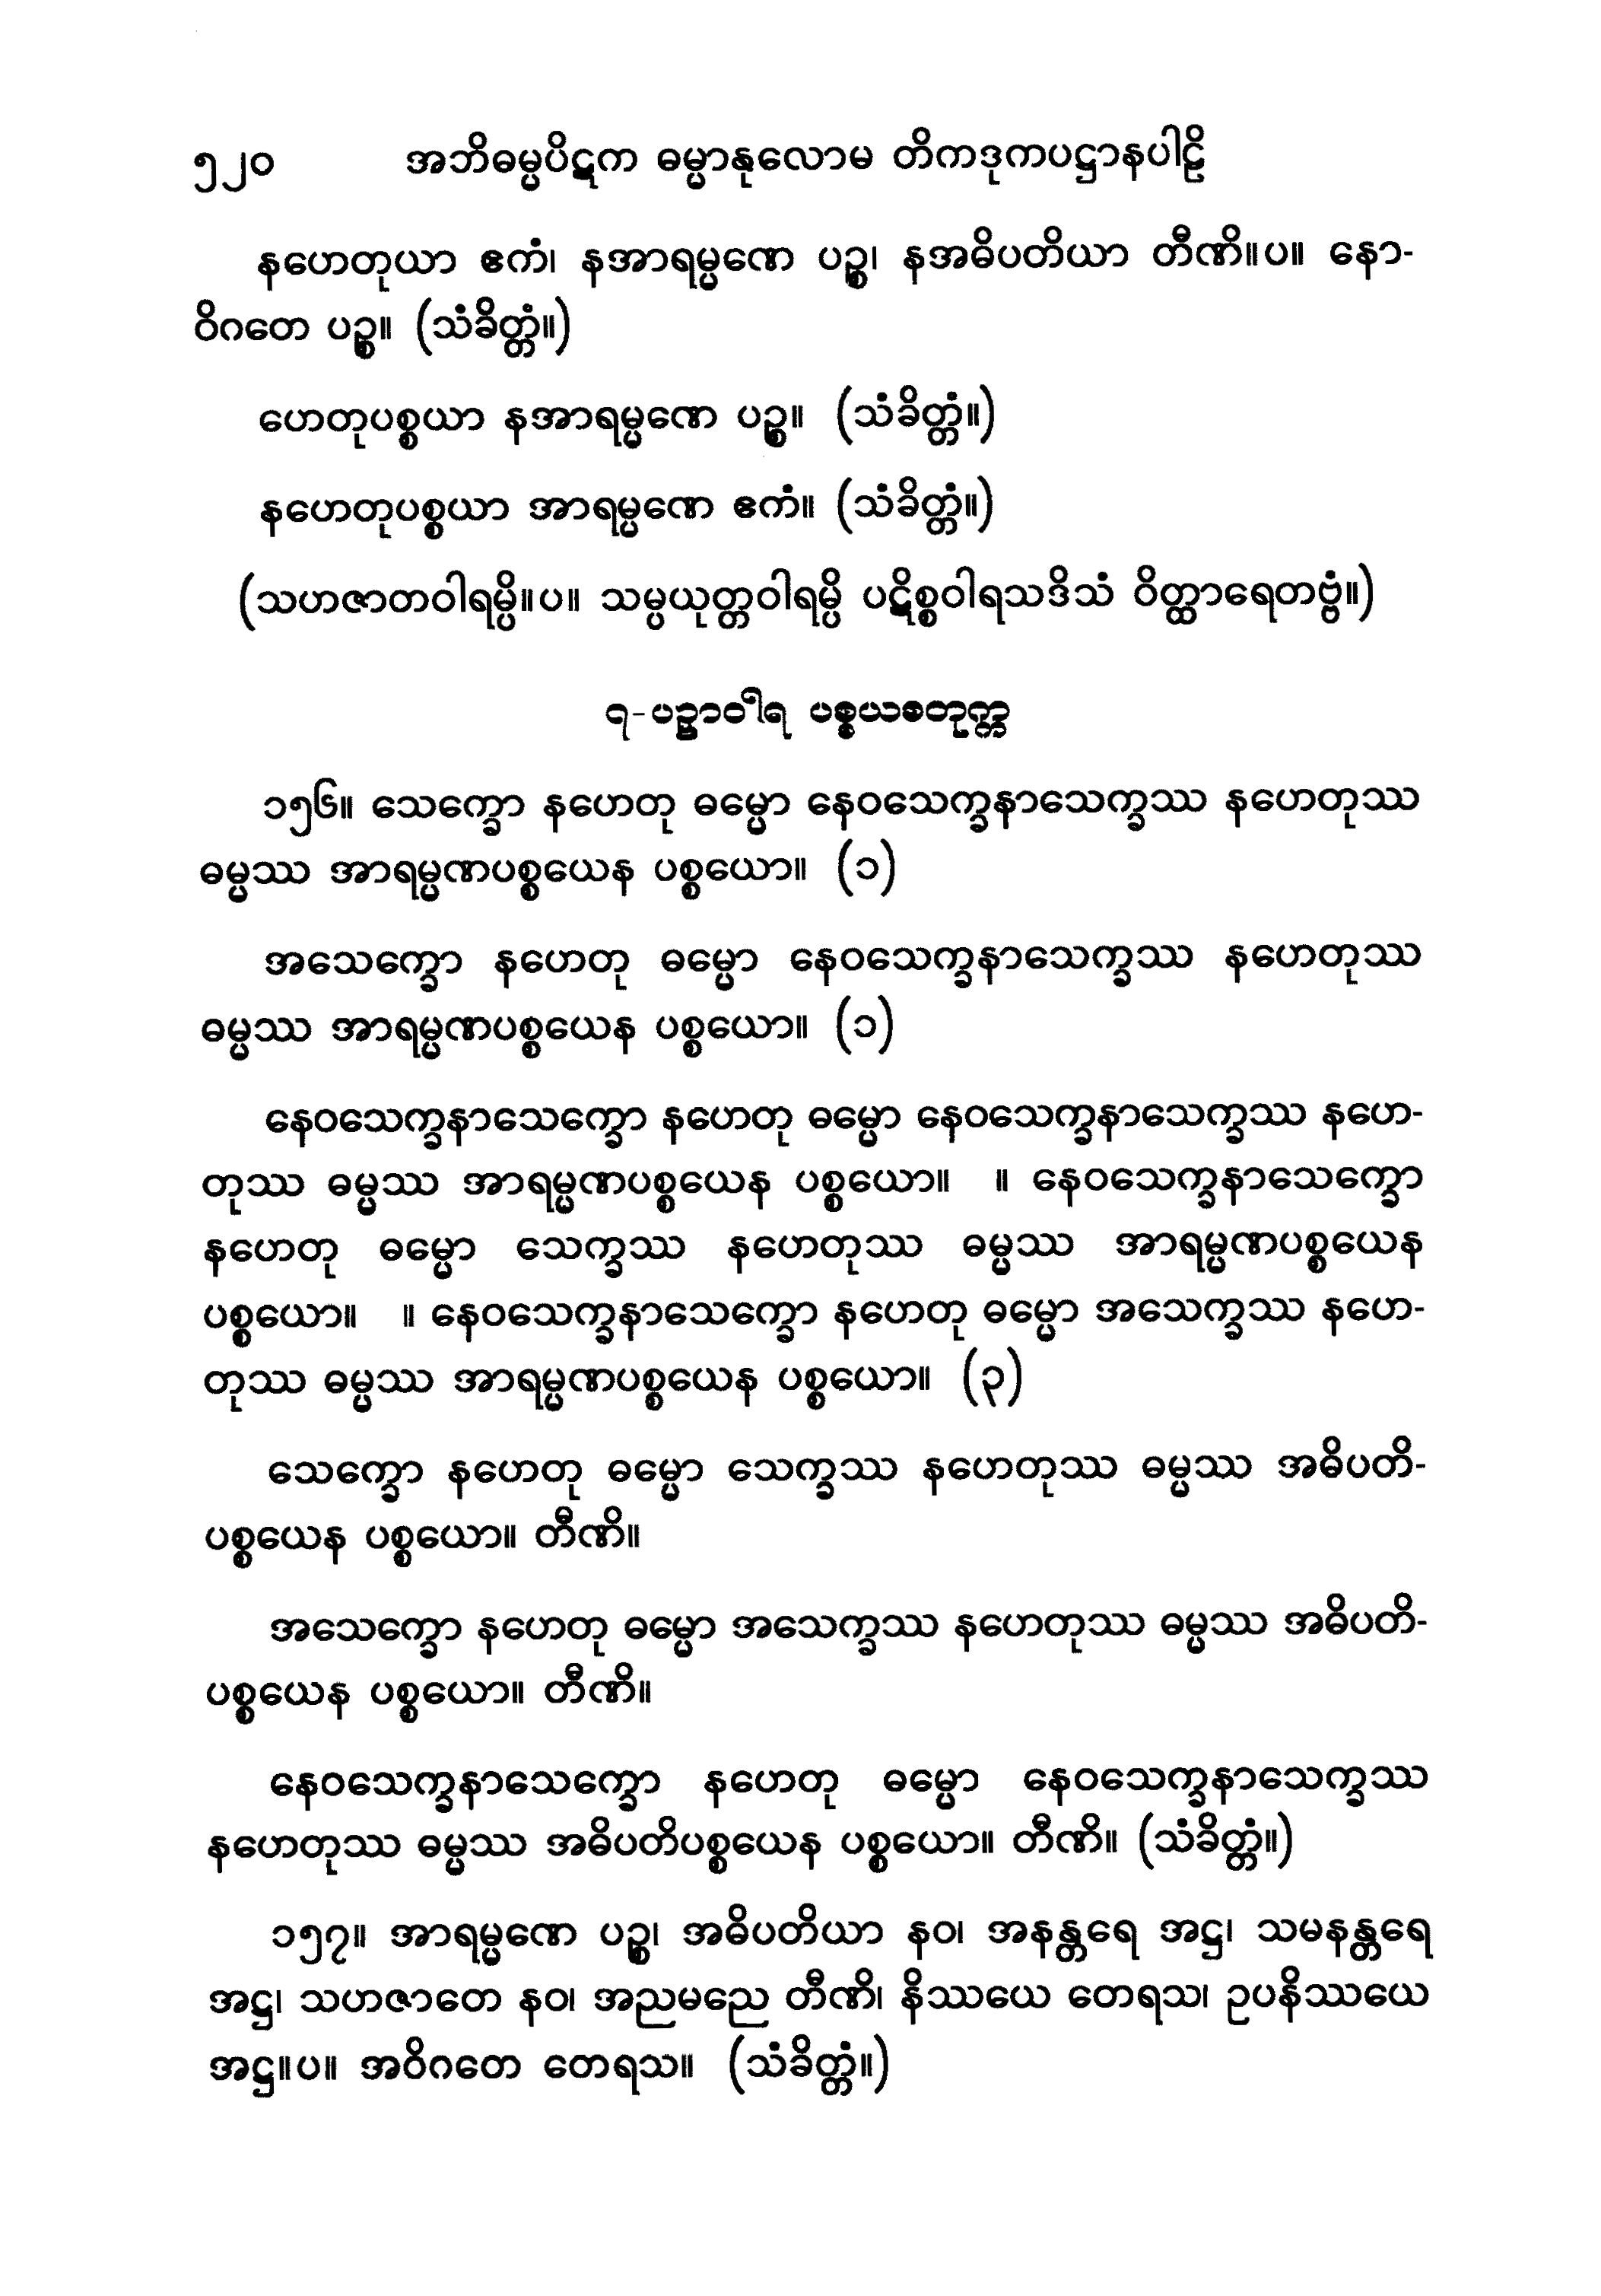 ၅၂၀ အဘိဓမ္မပိဋက ဓမ္မာနုလောမ တိကဒုကပဋ္ဌာနပါဠိ
နဟေတုယာ ဧကံ၊ နအာရမ္မဏေ ပဉ္စ၊ နအဓိပတိယာ တီဏိ။ပ။ နော-
ဝိဂတေ ပဉ္စ။ (သံခိတ္တံ။)
ဟေတုပစ္စယာ နအာရမ္မဏေ ပဉ္စ။ (သံခိတ္တံ။)
နဟေတုပစ္စယာ အာရမ္မဏေ ဧကံ။ (သံခိတ္တံ။)
(သဟဇာတဝါရမ္ပိ။ပ။ သမ္ပယုတ္တဝါရမ္ပိ ပဋိစ္စဝါရသဒိသံ ဝိတ္ထာရေတဗ္ဗံ။)
၇-ပဉှာဝါရ ပစ္စယစတုက္က
၁၅၆။ သေက္ခော နဟေတု ဓမ္မော နေဝသေက္ခနာသေက္ခဿ နဟေတုဿ
ဓမ္မဿ အာရမ္မဏပစ္စယေန ပစ္စယော။ (၁)
အသေက္ခော နဟေတု ဓမ္မော နေဝသေက္ခနာသေက္ခဿ နဟေတုဿ
ဓမ္မဿ အာရမ္မဏပစ္စယေန ပစ္စယော။ (၁)
နေဝသေက္ခနာသေက္ခော နဟေတု ဓမ္မော နေဝသေက္ခနာသေက္ခဿ နဟေ-
တုဿ ဓမ္မဿ အာရမ္မဏပစ္စယေန ပစ္စယော။ ။ နေဝသေက္ခနာသေက္ခော
နဟေတု ဓမ္မော သေက္ခဿ နဟေတုဿ ဓမ္မဿ အာရမ္မဏပစ္စယေန
ပစ္စယော။ ။ နေဝသေက္ခနာသေက္ခော နဟေတု ဓမ္မော အသေက္ခဿ နဟေ-
တုဿ ဓမ္မဿ အာရမ္မဏပစ္စယေန ပစ္စယော။ (၃)
သေက္ခော နဟေတု ဓမ္မော သေက္ခဿ နဟေတုဿ ဓမ္မဿ အဓိပတိ-
ပစ္စယေန ပစ္စယော။ တီဏိ။
အသေက္ခော နဟေတု ဓမ္မော အသေက္ခဿ နဟေတုဿ ဓမ္မဿ အဓိပတိ-
ပစ္စယေန ပစ္စယော။ တီဏိ။
နေဝသေက္ခနာသေက္ခော နဟေတု ဓမ္မော နေဝသေက္ခနာသေက္ခဿ
နဟေတုဿ ဓမ္မဿ အဓိပတိပစ္စယေန ပစ္စယော။ တီဏိ။ (သံခိတ္တံ။)
၁၅၇။ အာရမ္မဏေ ပဉ္စ၊ အဓိပတိယာ နဝ၊ အနန္တရေ အဋ္ဌ၊ သမနန္တရေ
အဋ္ဌ၊ သဟဇာတေ နဝ၊ အညမညေ တီဏိ၊ နိဿယေ တေရသ၊ ဥပနိဿယေ
အဋ္ဌ။ပ။ အဝိဂတေ တေရသ။ (သံခိတ္တံ။)